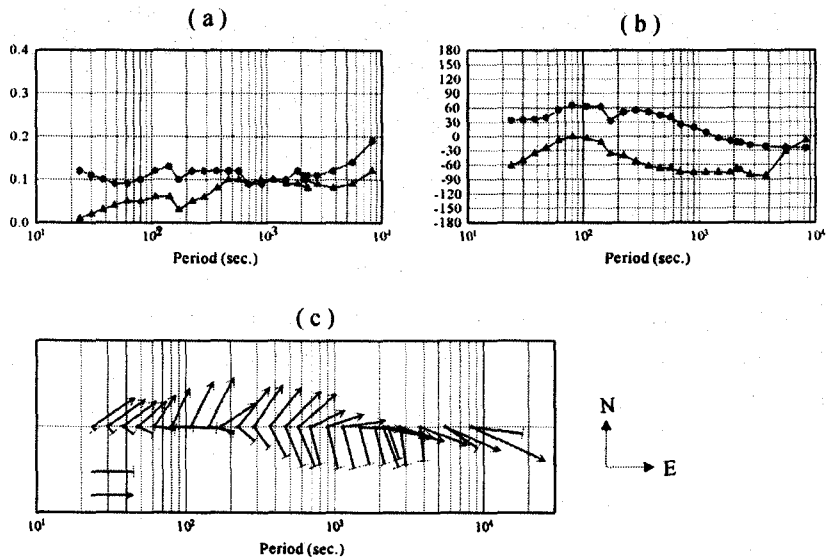 (a)
0.4
0.3
0.2
0.1
0.0
10¹ 10² 10³ 10⁴
Period (sec.)
(b)
180
150
120
90
60
30
0
-30
-60
-90
-120
-150
-180
10¹ 10² 10³ 10⁴
Period (sec.)
(c)
10¹ 10² 10³ 10⁴
Period (sec.)
N
E